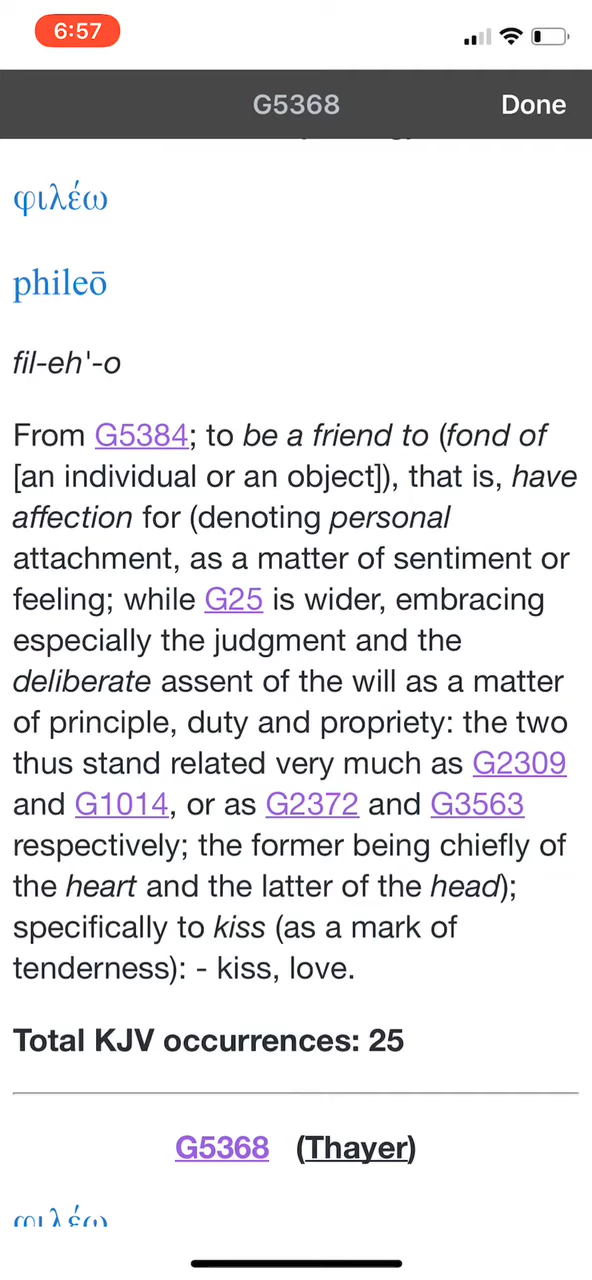 6:57
G5368 Done
φιλέω
phileō
fil-eh'-o
From G5384; to be a friend to (fond of
[an individual or an object]), that is, have
affection for (denoting personal
attachment, as a matter of sentiment or
feeling; while G25 is wider, embracing
especially the judgment and the
deliberate assent of the will as a matter
of principle, duty and propriety: the two
thus stand related very much as G2309
and G1014, or as G2372 and G3563
respectively; the former being chiefly of
the heart and the latter of the head);
specifically to kiss (as a mark of
tenderness): - kiss, love.
Total KJV occurrences: 25
G5368 (Thayer)
φιλέω